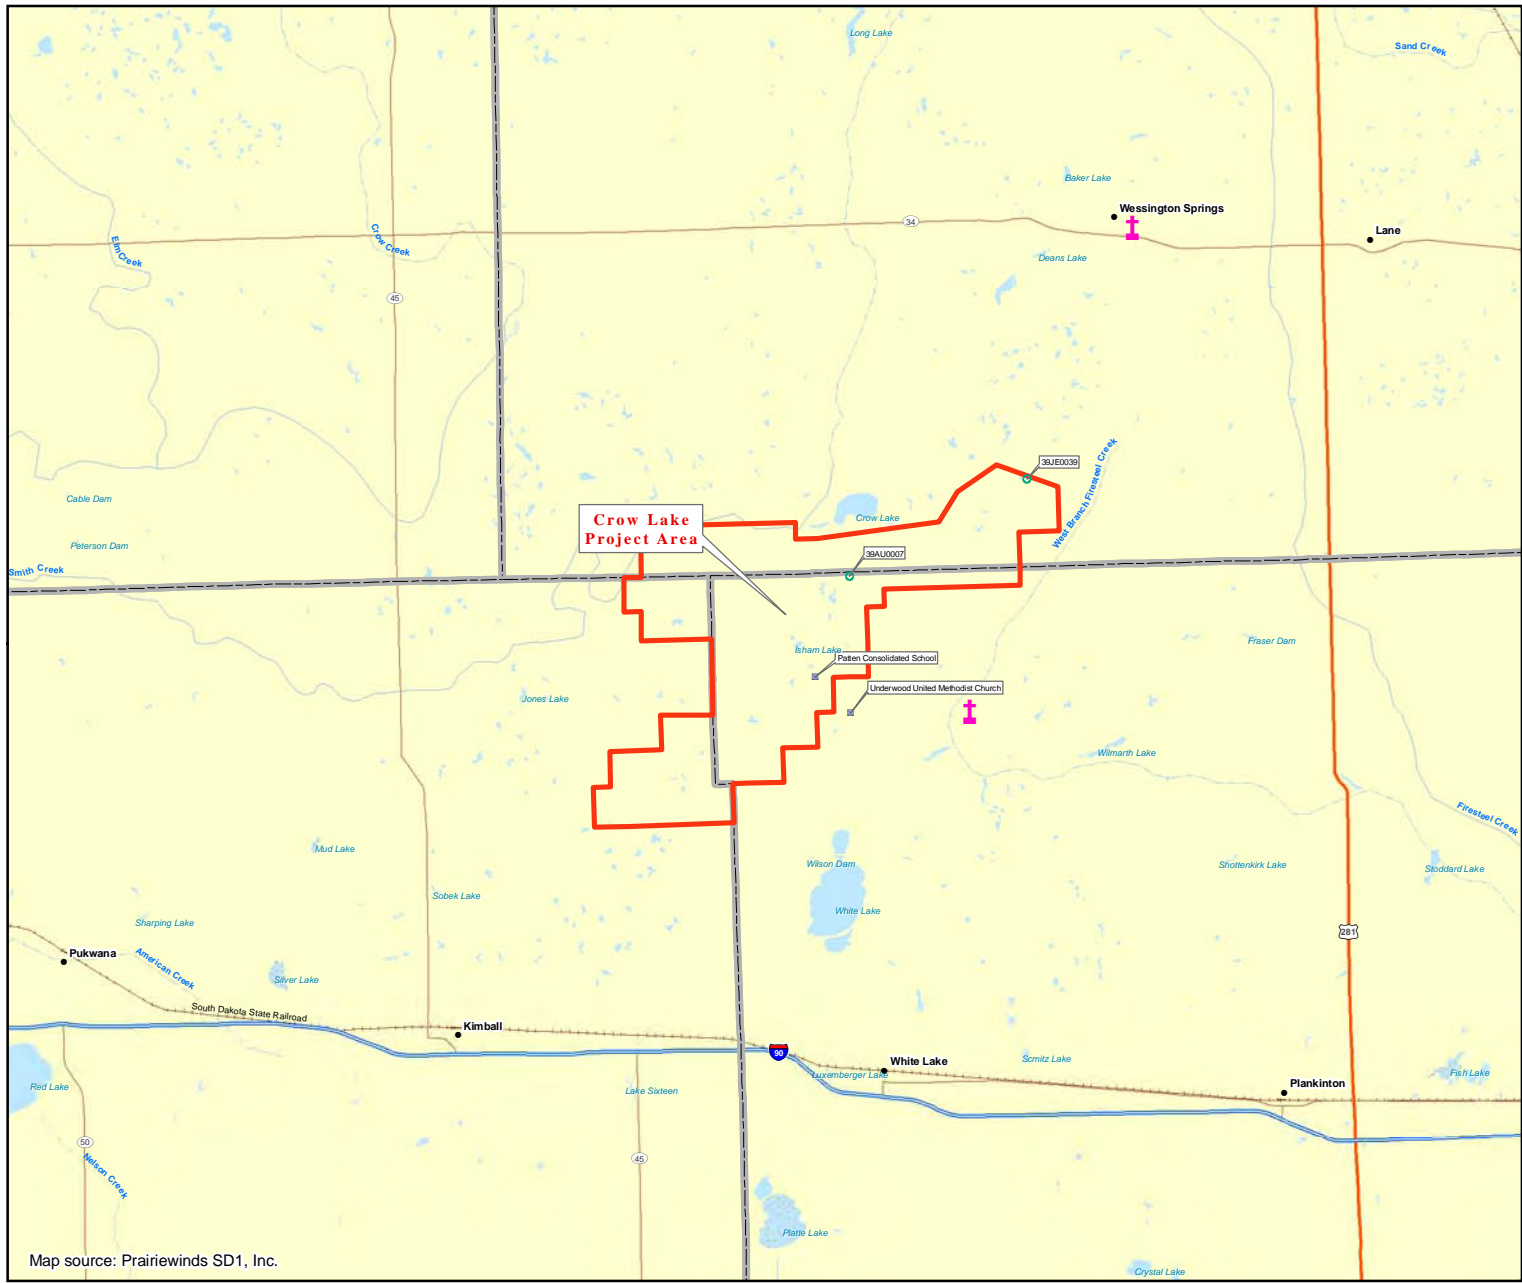 Long Lake
Sand Creek
Baker Lake
Wessington Springs
34
Lane
Elm Creek
Crow Creek
Deans Lake
45
39JE0039
West Branch Firesteel Creek
Cable Dam
Crow Lake
Project Area
Crow Lake
Peterson Dam
39AU0007
Smith Creek
Fraser Dam
Isham Lake
Patten Consolidated School
Underwood United Methodist Church
Jones Lake
Wilmarth Lake
Firesteel Creek
Mud Lake
Wilson Dam
Shottenkirk Lake
Stoddard Lake
Sobek Lake
White Lake
Sharping Lake
281
Pukwana
American Creek
Silver Lake
South Dakota State Railroad
Kimball
90
White Lake
Scmitz Lake
Luxemberger Lake
Fish Lake
Red Lake
Lake Sixteen
Plankinton
50
45
Nelson Creek
Platte Lake
Map source: Prairiewinds SD1, Inc.
Crystal Lake